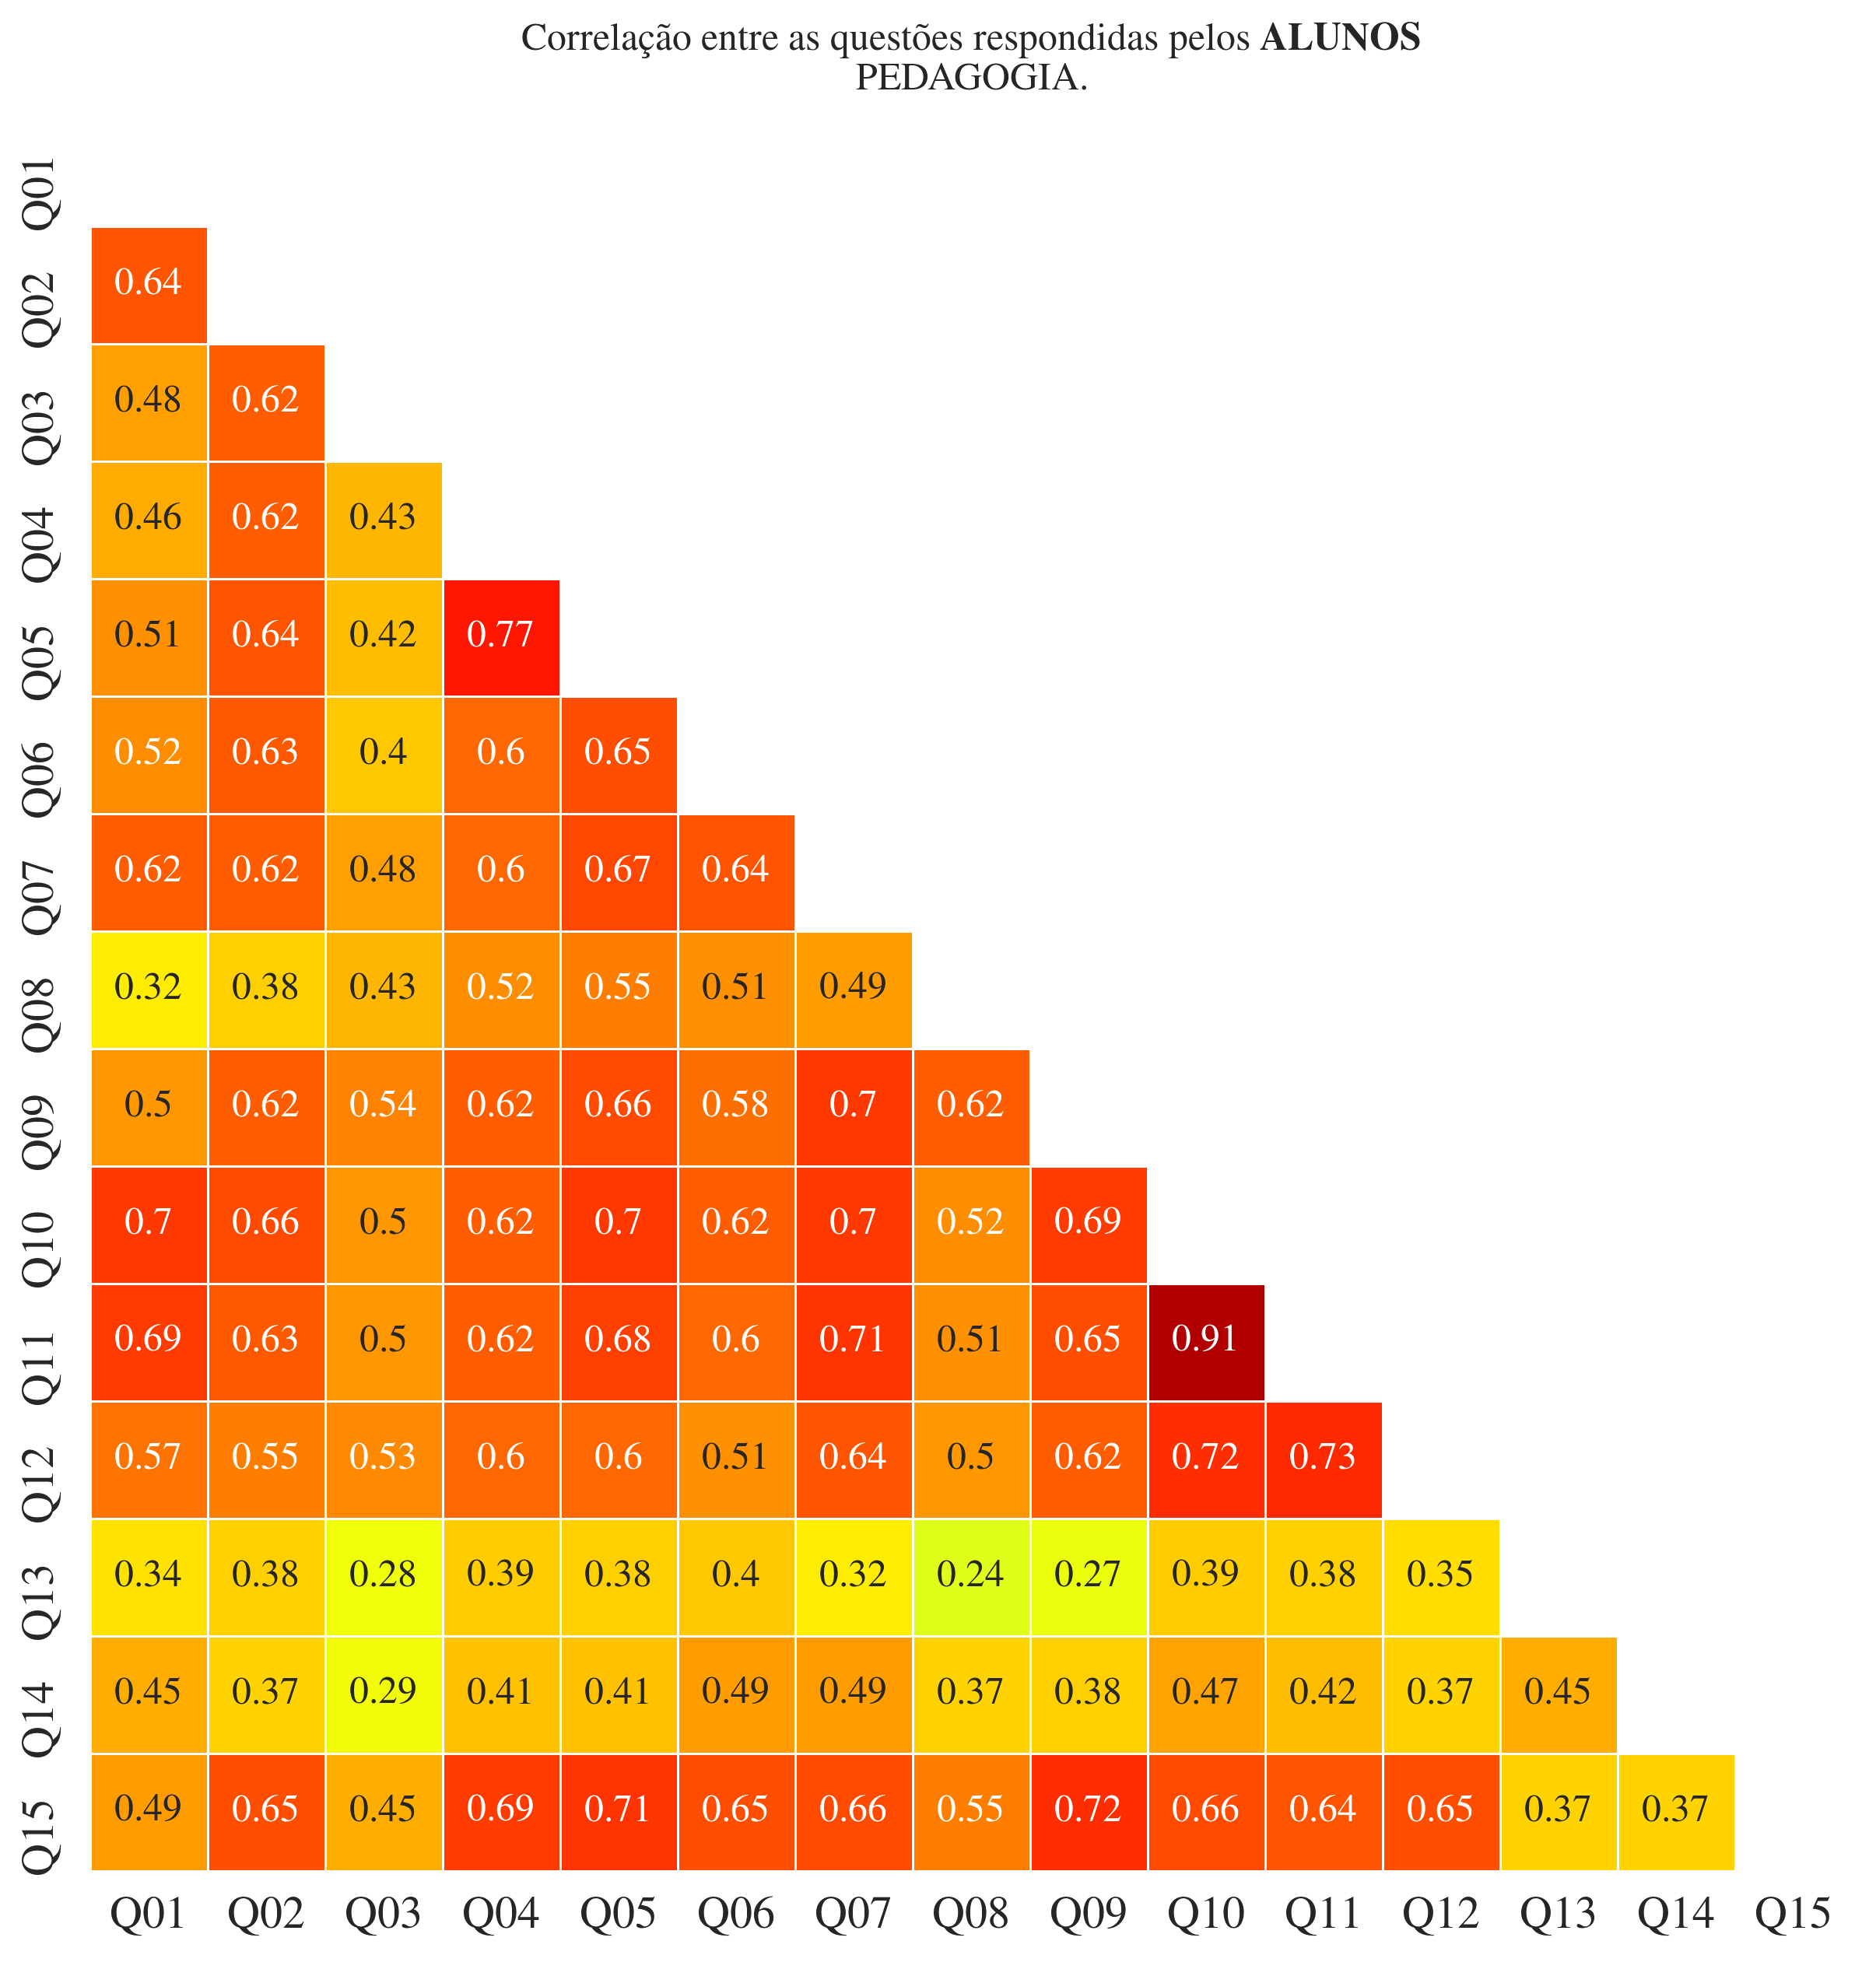 Correlação entre as questões respondidas pelos ALUNOS
PEDAGOGIA.
Q01
Q02 0.64
Q03 0.48 0.62
Q04 0.46 0.62 0.43
Q05 0.51 0.64 0.42 0.77
Q06 0.52 0.63 0.4 0.6 0.65
Q07 0.62 0.62 0.48 0.6 0.67 0.64
Q08 0.32 0.38 0.43 0.52 0.55 0.51 0.49
Q09 0.5 0.62 0.54 0.62 0.66 0.58 0.7 0.62
Q10 0.7 0.66 0.5 0.62 0.7 0.62 0.7 0.52 0.69
Q11 0.69 0.63 0.5 0.62 0.68 0.6 0.71 0.51 0.65 0.91
Q12 0.57 0.55 0.53 0.6 0.6 0.51 0.64 0.5 0.62 0.72 0.73
Q13 0.34 0.38 0.28 0.39 0.38 0.4 0.32 0.24 0.27 0.39 0.38 0.35
Q14 0.45 0.37 0.29 0.41 0.41 0.49 0.49 0.37 0.38 0.47 0.42 0.37 0.45
Q15 0.49 0.65 0.45 0.69 0.71 0.65 0.66 0.55 0.72 0.66 0.64 0.65 0.37 0.37
Q01 Q02 Q03 Q04 Q05 Q06 Q07 Q08 Q09 Q10 Q11 Q12 Q13 Q14 Q15